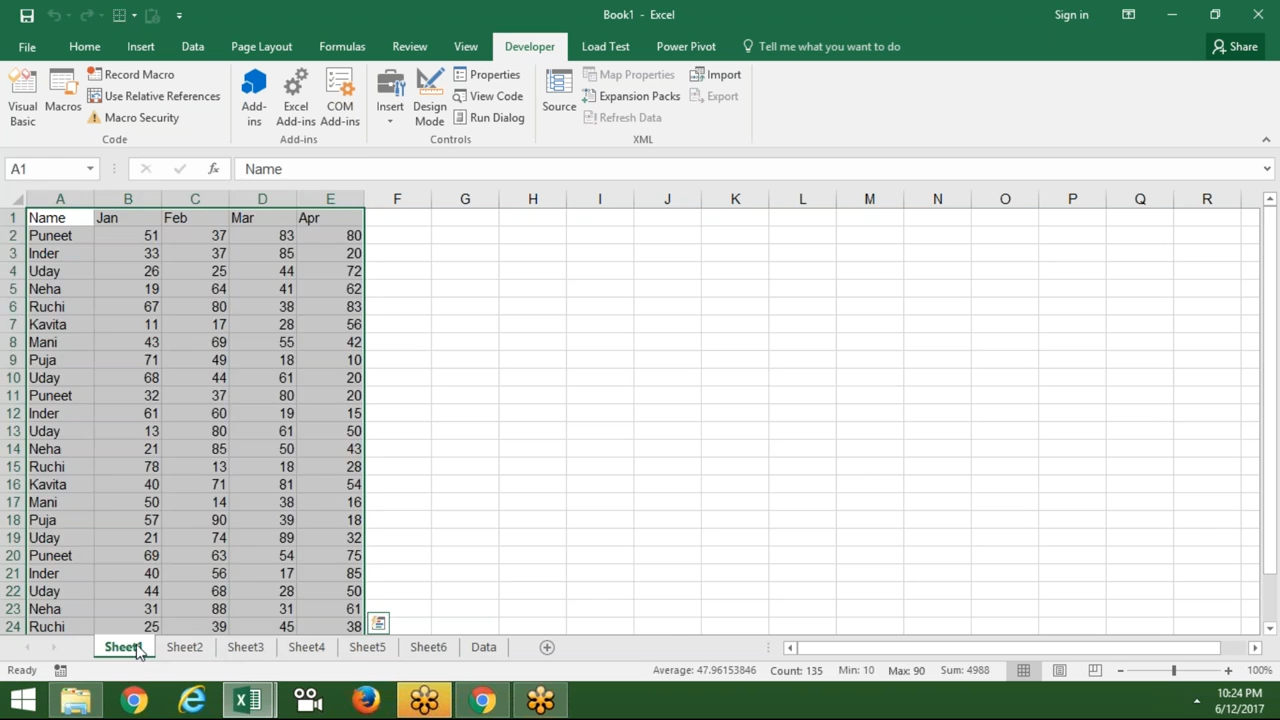 Book1 - Excel
Sign in
File Home Insert Data Page Layout Formulas Review View Developer Load Test Power Pivot Tell me what you want to do Share
Visual Basic
Macros
Record Macro
Use Relative References
Macro Security
Code
Add-ins
Excel Add-ins
COM Add-ins
Add-ins
Insert
Design Mode
Properties
View Code
Run Dialog
Controls
Source
Map Properties
Expansion Packs
Refresh Data
Import
Export
XML
A1 fx Name
A B C D E F G H I J K L M N O P Q R
1 Name Jan Feb Mar Apr
2 Puneet 51 37 83 80
3 Inder 33 37 85 20
4 Uday 26 25 44 72
5 Neha 19 64 41 62
6 Ruchi 67 80 38 83
7 Kavita 11 17 28 56
8 Mani 43 69 55 42
9 Puja 71 49 18 10
10 Uday 68 44 61 20
11 Puneet 32 37 80 20
12 Inder 61 60 19 15
13 Uday 13 80 61 50
14 Neha 21 85 50 43
15 Ruchi 78 13 18 28
16 Kavita 40 71 81 54
17 Mani 50 14 38 16
18 Puja 57 90 39 18
19 Uday 21 74 89 32
20 Puneet 69 63 54 75
21 Inder 40 56 17 85
22 Uday 44 68 28 50
23 Neha 31 88 31 61
24 Ruchi 25 39 45 38
Sheet1 Sheet2 Sheet3 Sheet4 Sheet5 Sheet6 Data
Ready Average: 47.96153846 Count: 135 Min: 10 Max: 90 Sum: 4988 100%
10:24 PM
6/12/2017